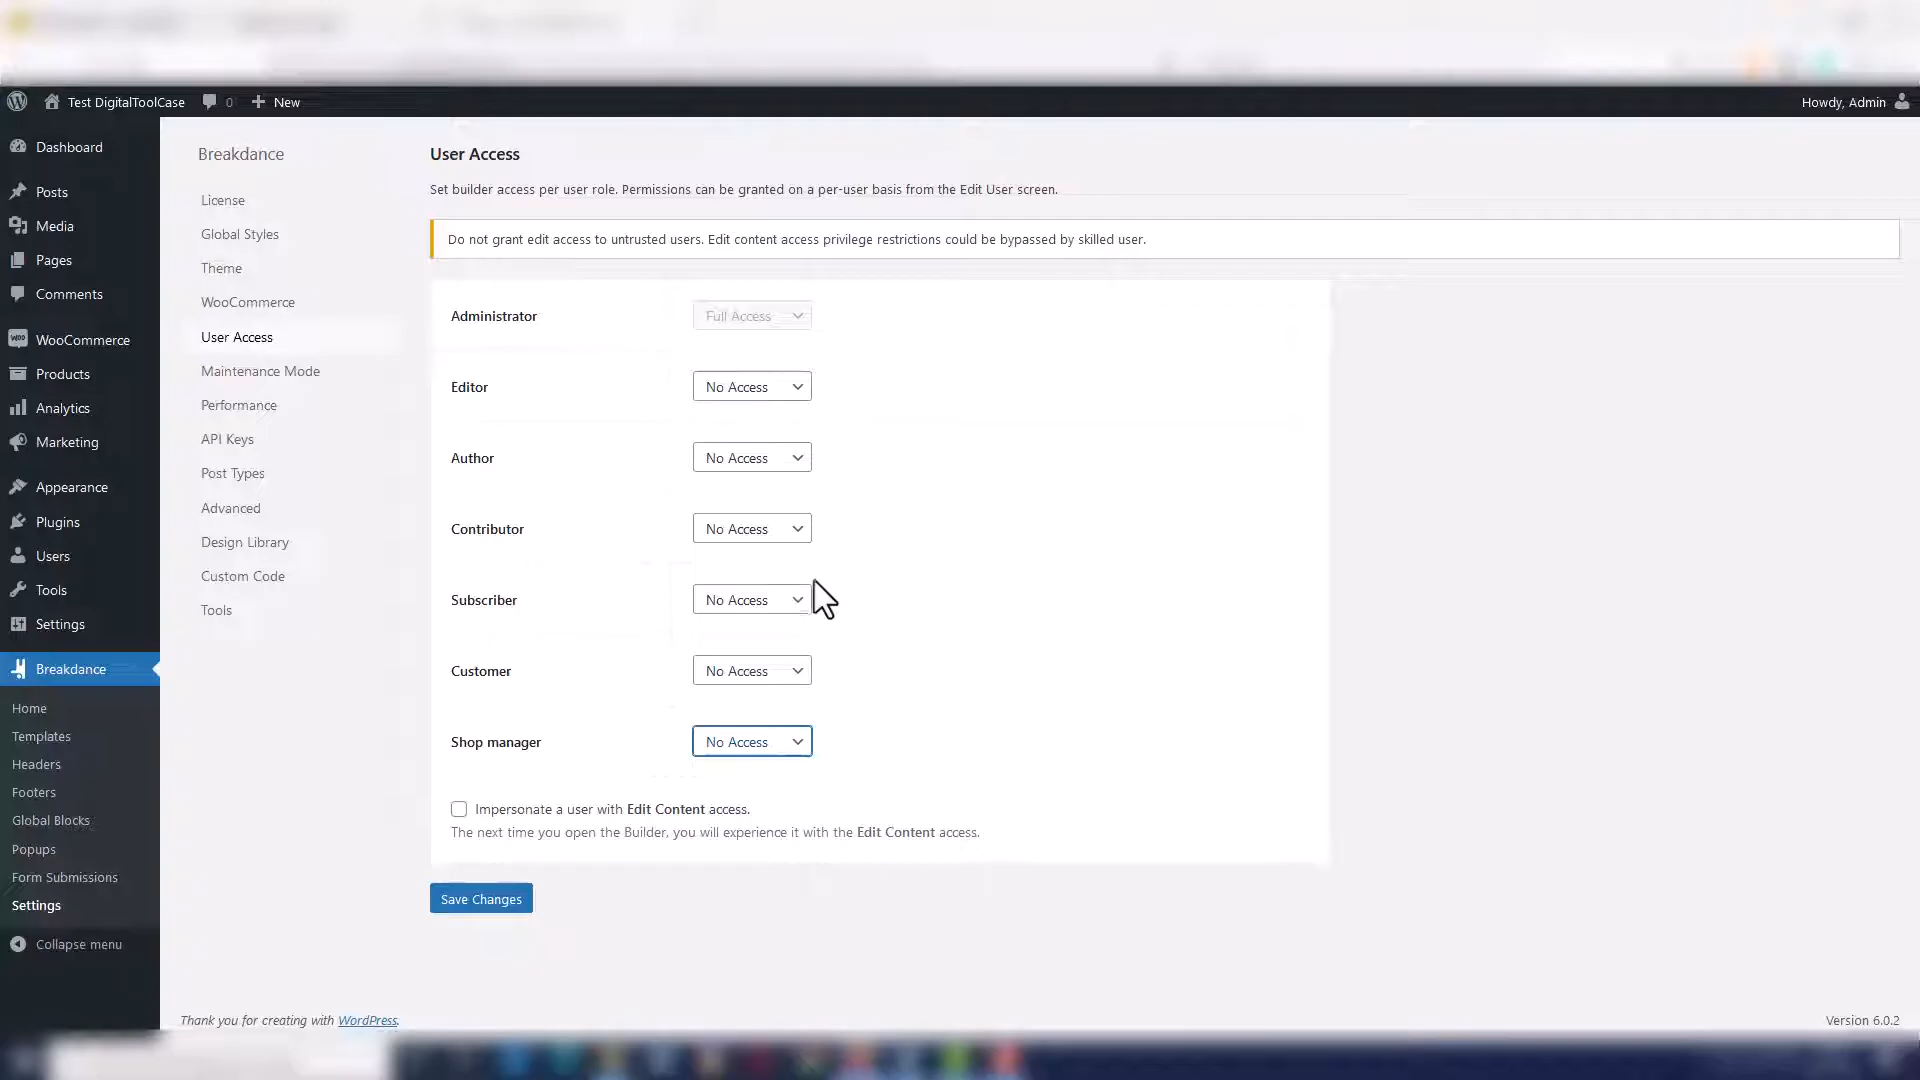 Test DigitalToolCase
0
New
Howdy, Admin
Dashboard
Posts
Media
Pages
Comments
WooCommerce
Products
Analytics
Marketing
Appearance
Plugins
Users
Tools
Settings
Breakdance
Home
Templates
Headers
Footers
Global Blocks
Popups
Form Submissions
Settings
Collapse menu
Breakdance
License
Global Styles
Theme
WooCommerce
User Access
Maintenance Mode
Performance
API Keys
Post Types
Advanced
Design Library
Custom Code
Tools
User Access
Set builder access per user role. Permissions can be granted on a per-user basis from the Edit User screen.
Do not grant edit access to untrusted users. Edit content access privilege restrictions could be bypassed by skilled user.
Administrator Full Access
Editor No Access
Author No Access
Contributor No Access
Subscriber No Access
Customer No Access
Shop manager No Access
Impersonate a user with Edit Content access.
The next time you open the Builder, you will experience it with the Edit Content access.
Save Changes
Thank you for creating with WordPress.
Version 6.0.2